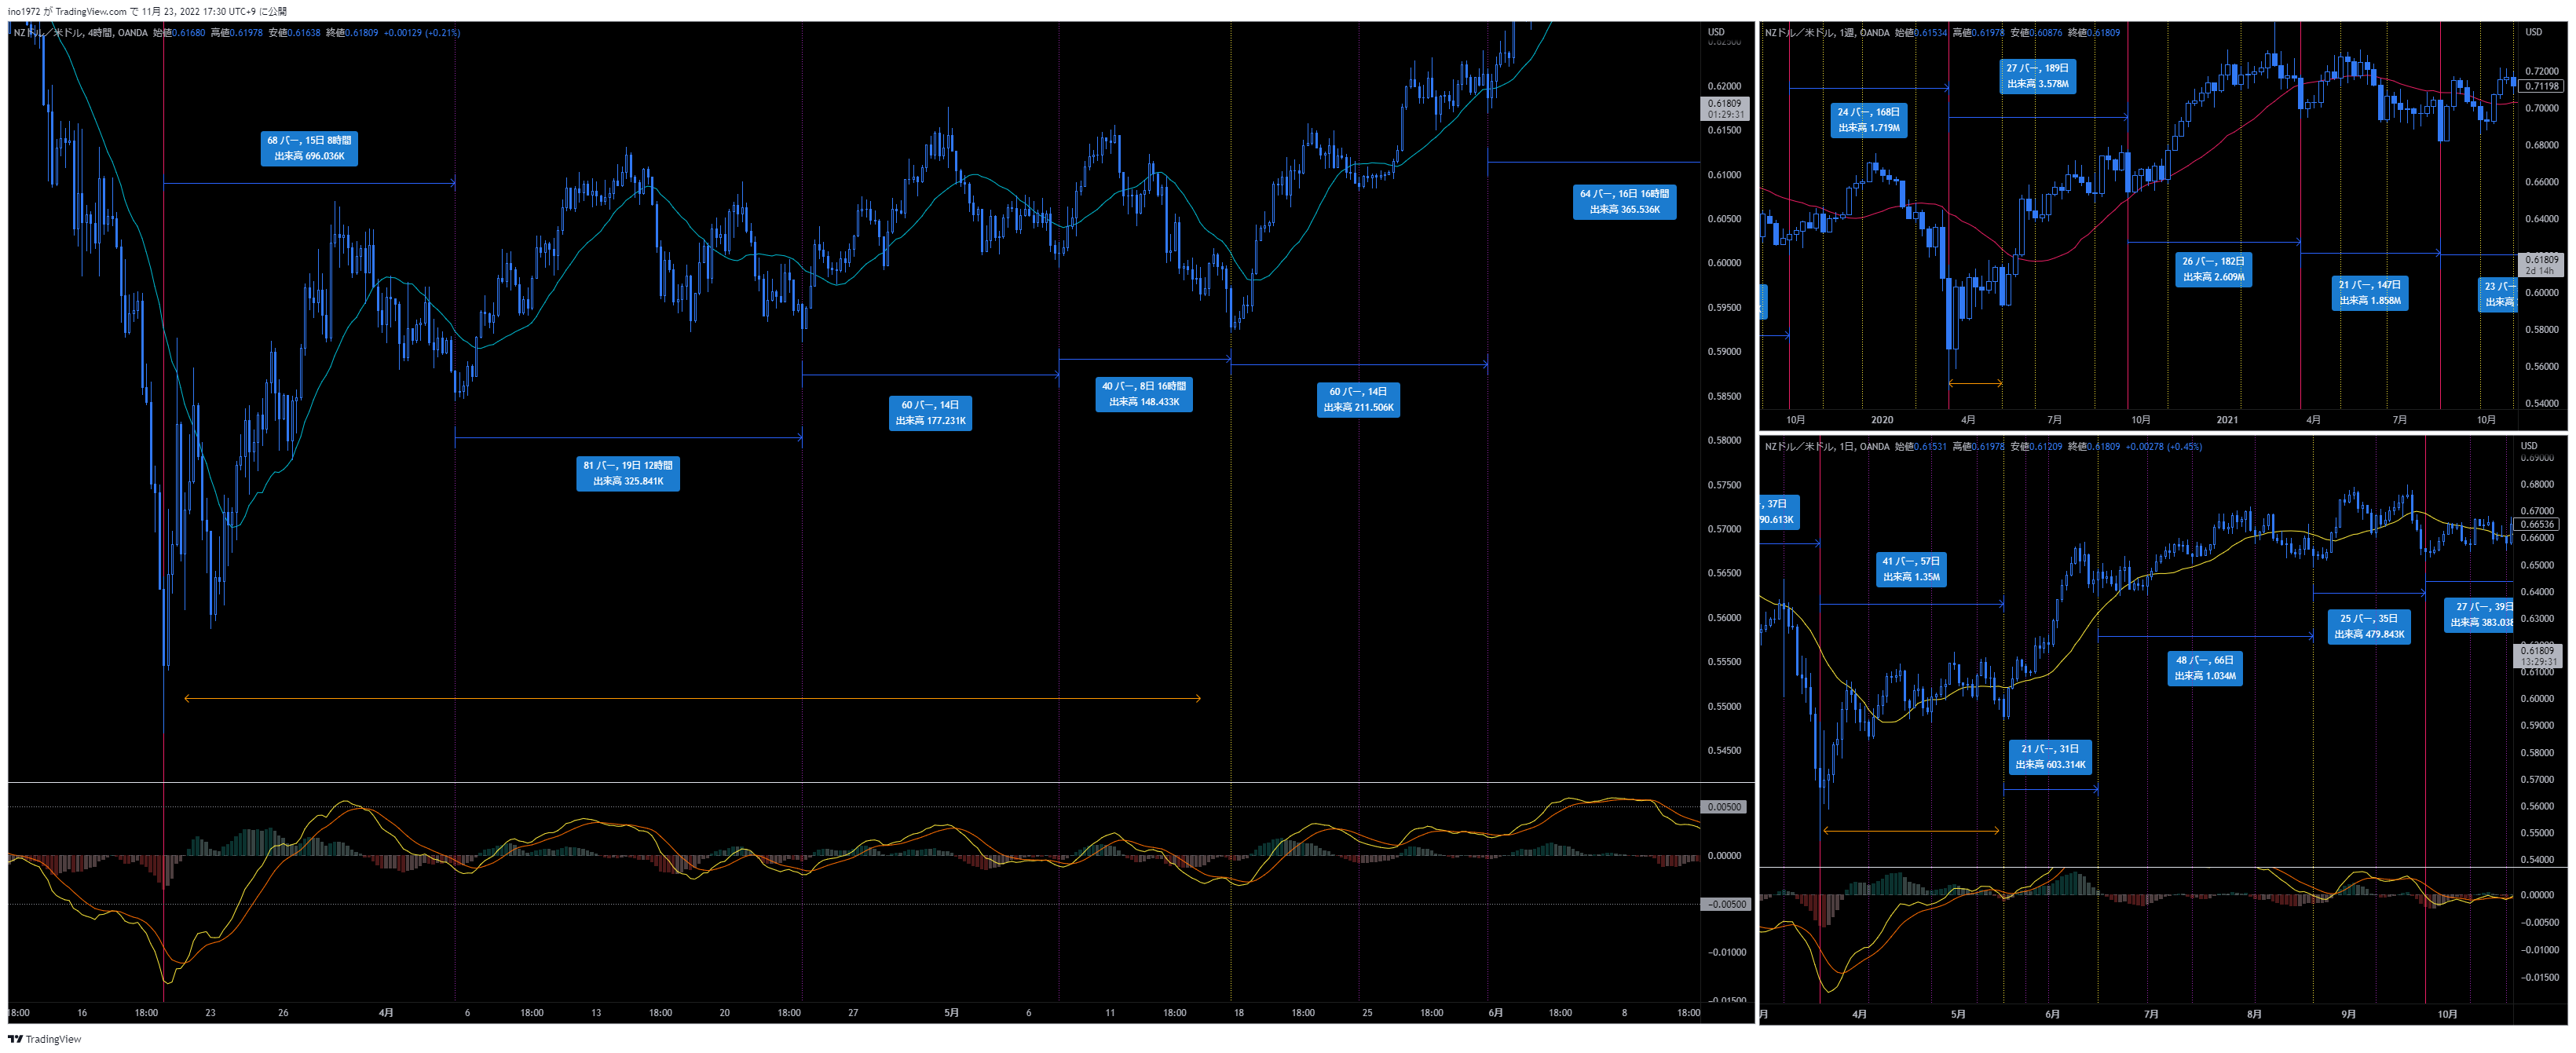 ino1972 が TradingView.com で 11月 23, 2022 17:30 UTC+9 に公開
NZドル／米ドル, 4時間, OANDA 始値0.61680 高値0.61978 安値0.61638 終値0.61809 +0.00129 (+0.21%)
USD
0.62500
0.62000
0.61809
01:29:31
0.61500
0.61000
0.60500
0.60000
0.59500
0.59000
0.58500
0.58000
0.57500
0.57000
0.56500
0.56000
0.55500
0.55000
0.54500
68 バー, 15日 8時間
出来高 696.036K
81 バー, 19日 12時間
出来高 325.841K
60 バー, 14日
出来高 177.231K
40 バー, 8日 16時間
出来高 148.433K
60 バー, 14日
出来高 211.506K
64 バー, 16日 16時間
出来高 365.536K
0.00500
0.00000
−0.00500
−0.01000
−0.01500
18:00 16 18:00 23 26 4月 6 18:00 13 18:00 20 18:00 27 5月 6 11 18:00 18 18:00 25 18:00 6月 18:00 8 18:00
NZドル／米ドル, 1週, OANDA 始値0.61534 高値0.61978 安値0.60876 終値0.61809
USD
0.72000
0.71198
0.70000
0.68000
0.66000
0.64000
0.61809
2d 14h
0.60000
0.58000
0.56000
0.54000
24 バー, 168日
出来高 1.719M
27 バー, 189日
出来高 3.578M
26 バー, 182日
出来高 2.609M
21 バー, 147日
出来高 1.858M
23 バー
出来高
10月 2020 4月 7月 10月 2021 4月 7月 10月
NZドル／米ドル, 1日, OANDA 始値0.61531 高値0.61978 安値0.61209 終値0.61809 +0.00278 (+0.45%)
USD
0.69000
0.68000
0.67000
0.66536
0.66000
0.65000
0.64000
0.63000
0.62000
0.61809
13:29:31
0.61000
0.60000
0.59000
0.58000
0.57000
0.56000
0.55000
0.54000
, 37日
90.613K
41 バー, 57日
出来高 1.35M
21 バー, 31日
出来高 603.314K
48 バー, 66日
出来高 1.034M
25 バー, 35日
出来高 479.843K
27 バー, 39日
出来高 383.038
0.00000
−0.00500
−0.01000
−0.01500
月 4月 5月 6月 7月 8月 9月 10月
TradingView